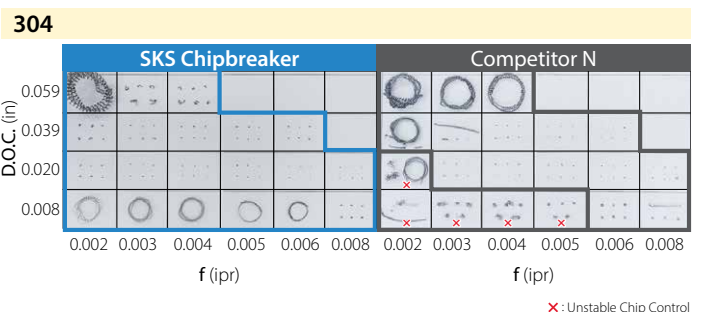 304
SKS Chipbreaker
Competitor N
D.O.C. (in)
0.059
0.039
0.020
0.008
0.002 0.003 0.004 0.005 0.006 0.008
0.002 0.003 0.004 0.005 0.006 0.008
f (ipr)
f (ipr)
✕ : Unstable Chip Control